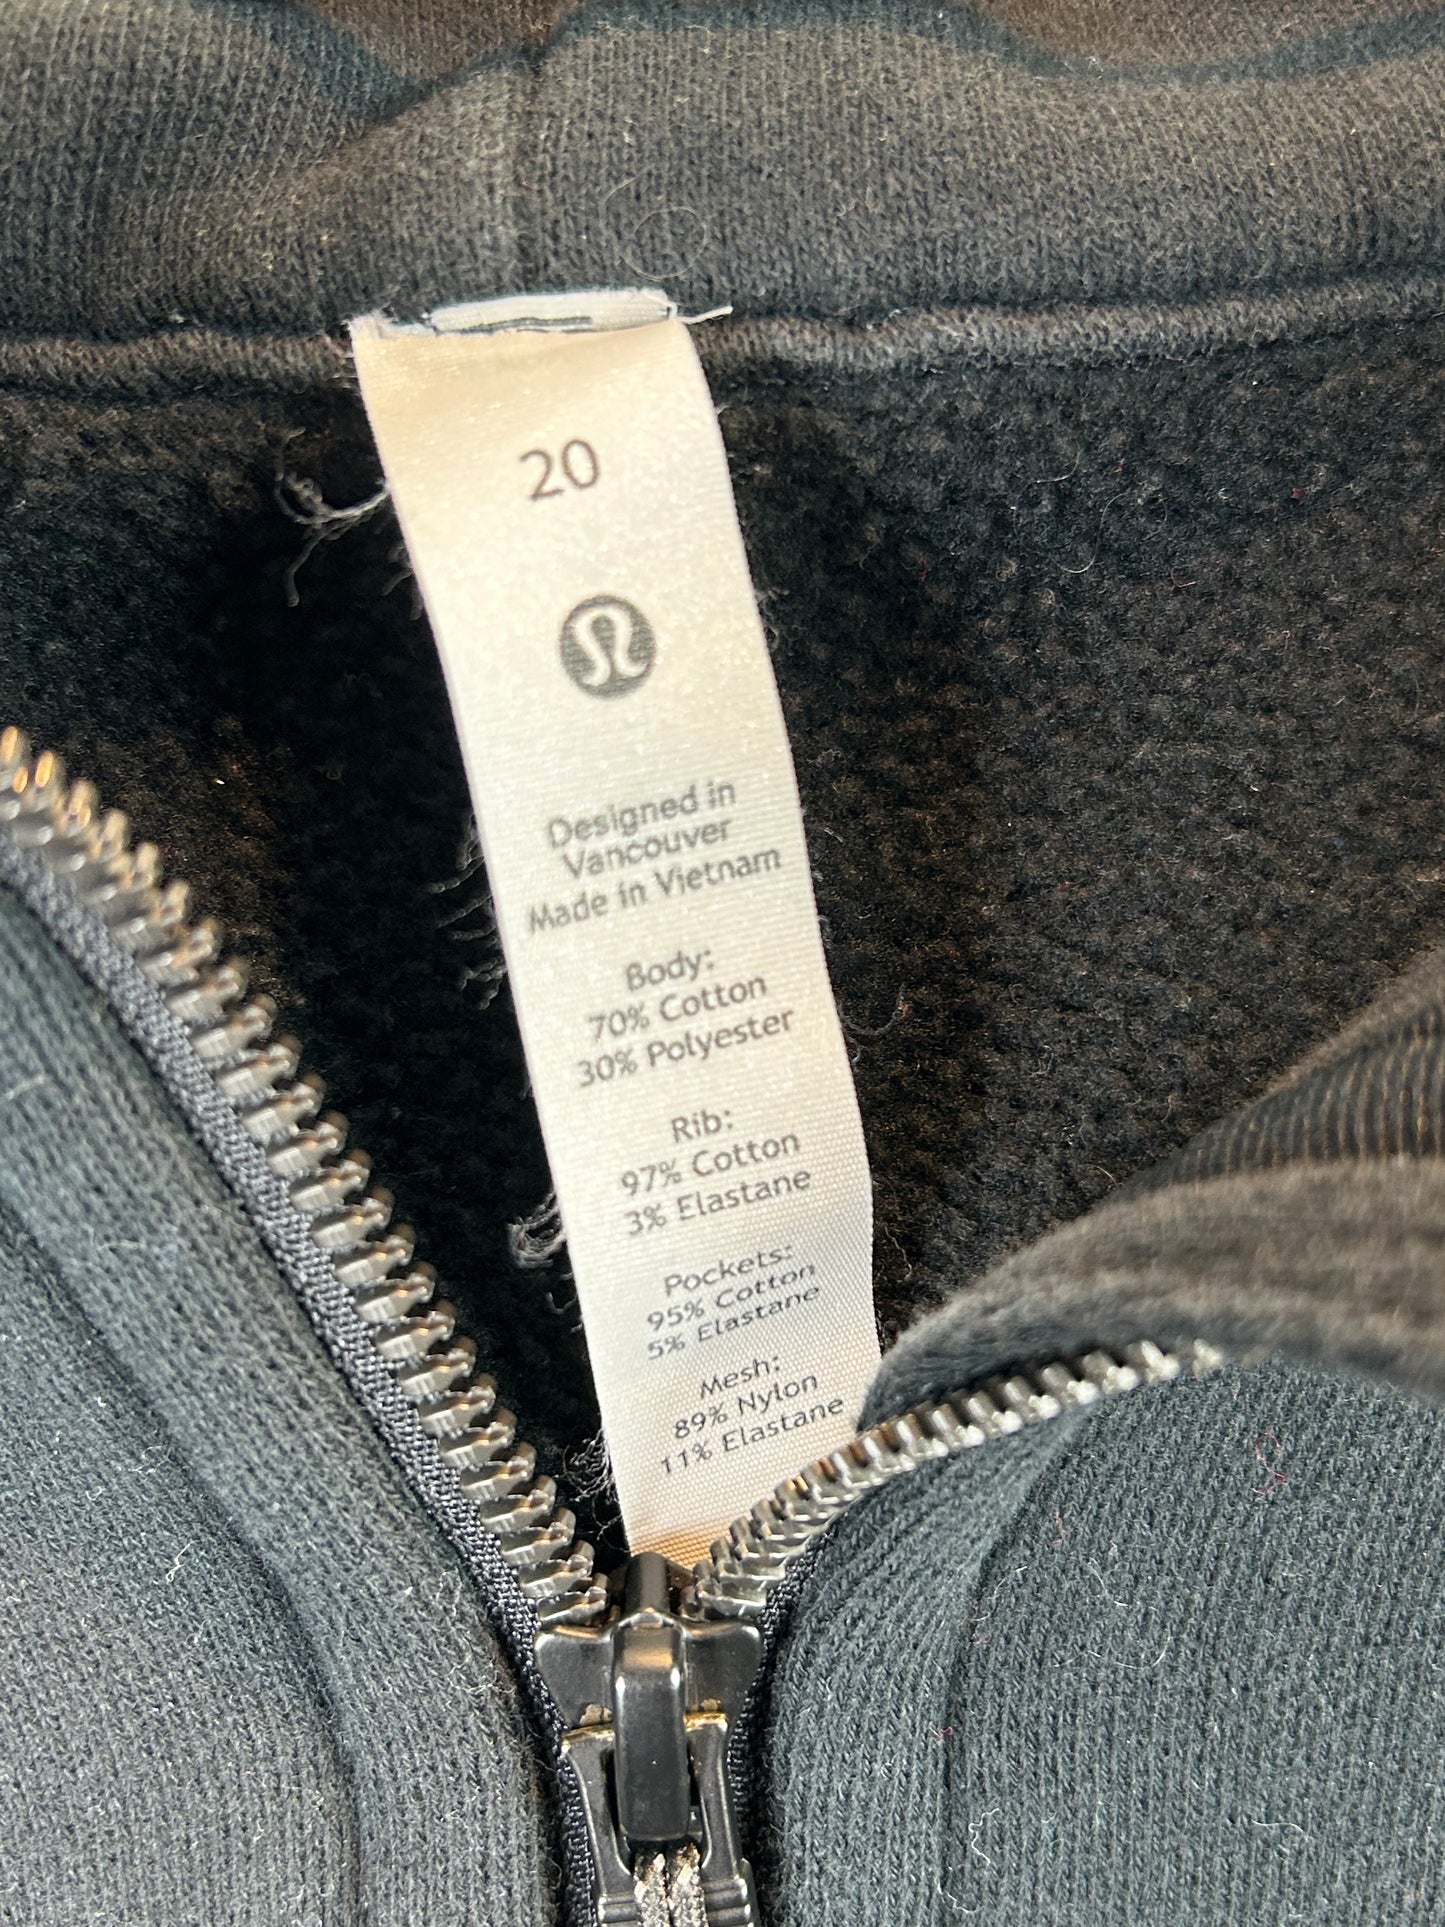 20
Designed in
Vancouver
Made in Vietnam
Body:
70% Cotton
30% Polyester
Rib:
97% Cotton
3% Elastane
Pockets:
95% Cotton
5% Elastane
Mesh:
89% Nylon
11% Elastane